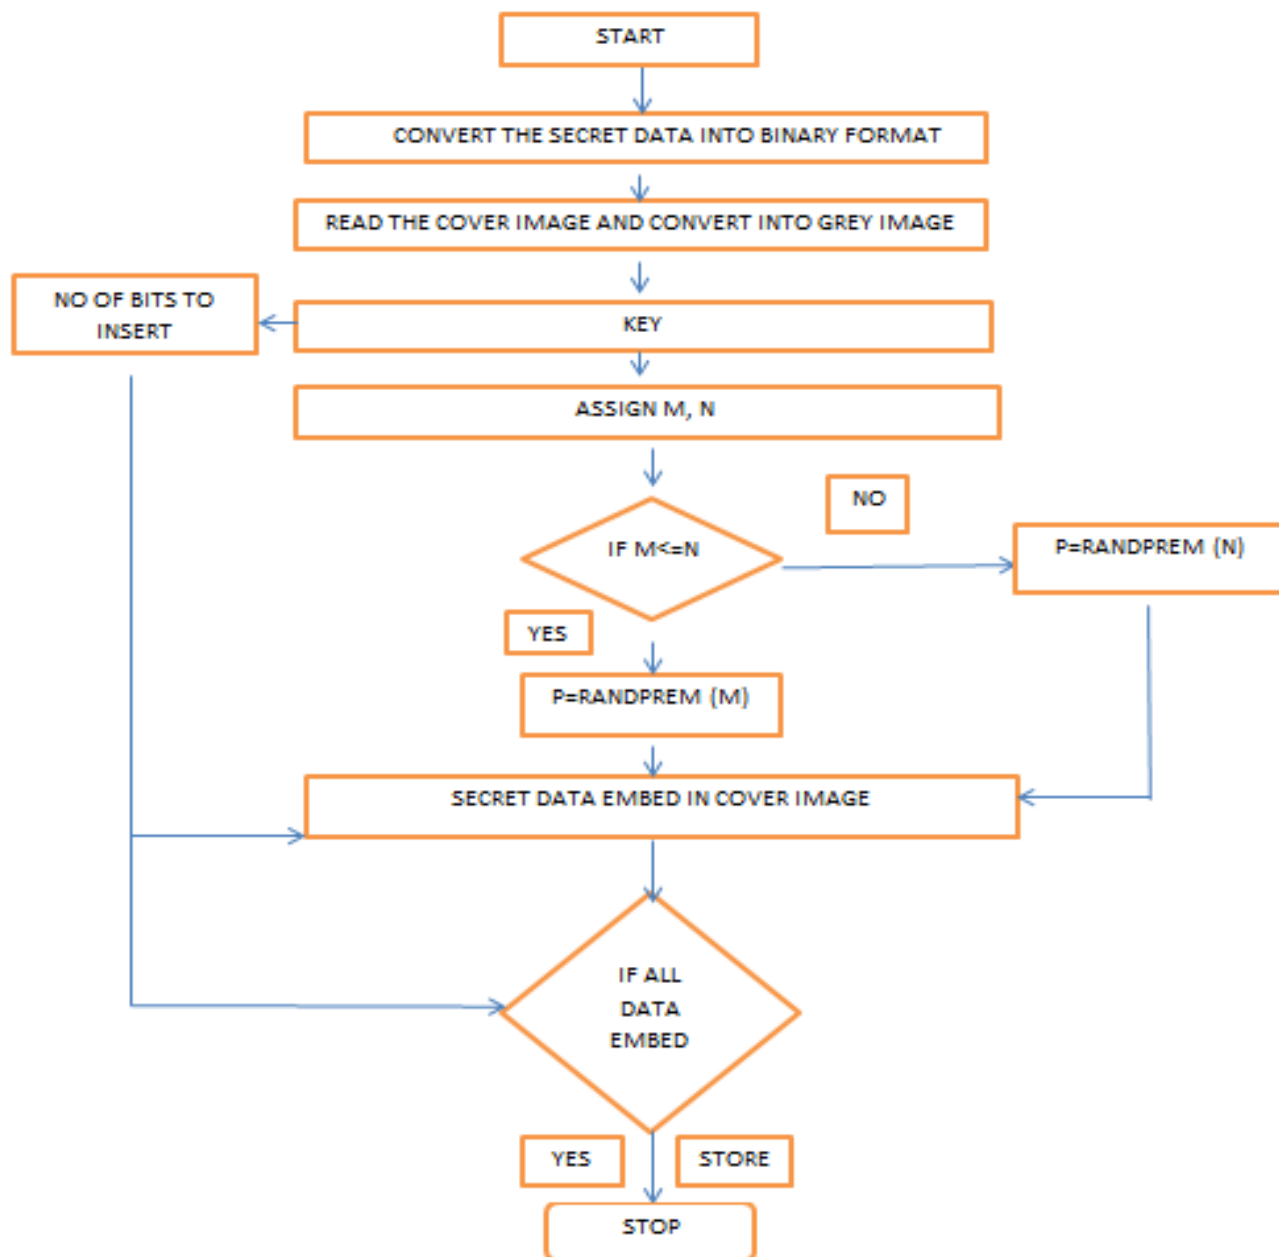 START
CONVERT THE SECRET DATA INTO BINARY FORMAT
READ THE COVER IMAGE AND CONVERT INTO GREY IMAGE
NO OF BITS TO
INSERT
KEY
ASSIGN M, N
NO
IF M<=N
P=RANDPREM (N)
YES
P=RANDPREM (M)
SECRET DATA EMBED IN COVER IMAGE
IF ALL
DATA
EMBED
YES
STORE
STOP